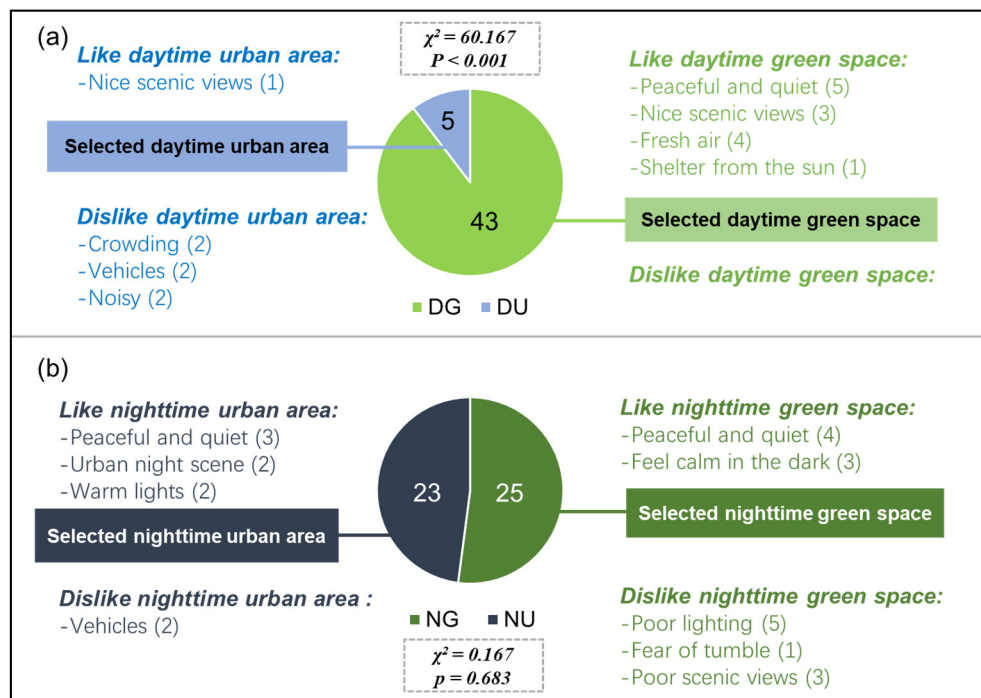 (a)
Like daytime urban area:
-Nice scenic views (1)
χ² = 60.167
P < 0.001
Like daytime green space:
-Peaceful and quiet (5)
-Nice scenic views (3)
-Fresh air (4)
-Shelter from the sun (1)
Selected daytime urban area
5
43
Selected daytime green space
Dislike daytime urban area:
-Crowding (2)
-Vehicles (2)
-Noisy (2)
Dislike daytime green space:
DG DU
(b)
Like nighttime urban area:
-Peaceful and quiet (3)
-Urban night scene (2)
-Warm lights (2)
Like nighttime green space:
-Peaceful and quiet (4)
-Feel calm in the dark (3)
23
25
Selected nighttime urban area
Selected nighttime green space
Dislike nighttime urban area :
-Vehicles (2)
NG NU
χ² = 0.167
p = 0.683
Dislike nighttime green space:
-Poor lighting (5)
-Fear of tumble (1)
-Poor scenic views (3)